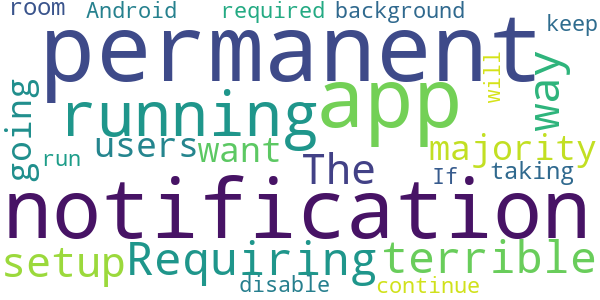 room Android required background keep
permanent
going running app will way
users want The majority
run If taking
notification
setup Requiring terrible
disable continue